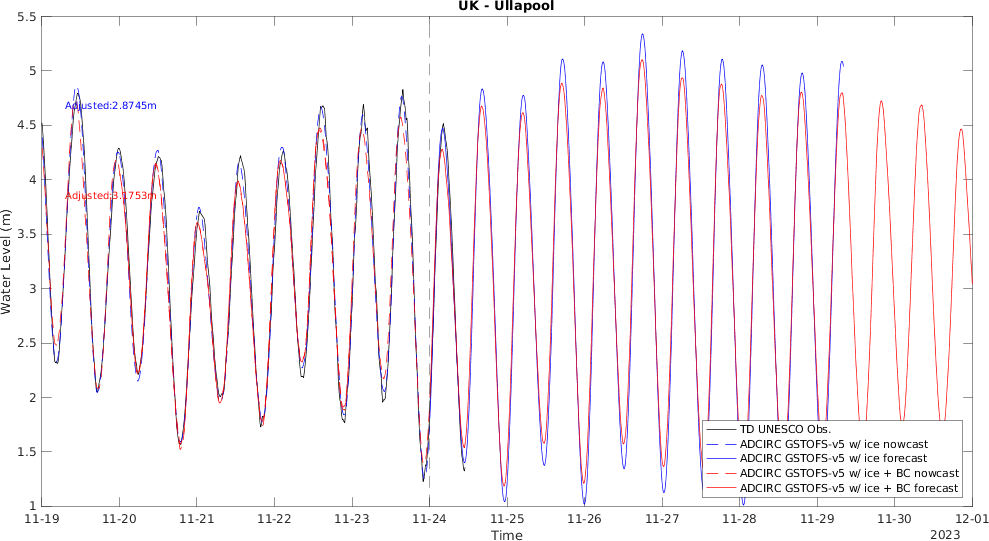 UK - Ullapool
5.5
5
4.5
4
3.5
3
2.5
2
1.5
1
Water Level (m)
Adjusted:2.8745m
Adjusted:3.1753m
TD UNESCO Obs.
ADCIRC GSTOFS-v5 w/ ice nowcast
ADCIRC GSTOFS-v5 w/ ice forecast
ADCIRC GSTOFS-v5 w/ ice + BC nowcast
ADCIRC GSTOFS-v5 w/ ice + BC forecast
11-19 11-20 11-21 11-22 11-23 11-24 11-25 11-26 11-27 11-28 11-29 11-30 12-01
Time
2023